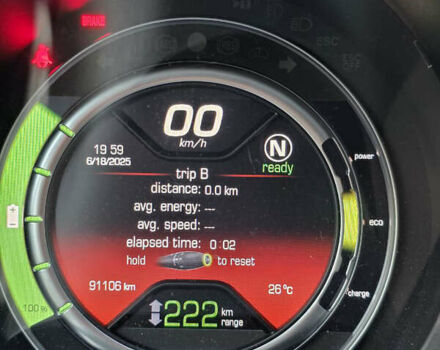 BRAKE
ESC
00
km/h
19 59
6/18/2025
N
ready
power
trip B
distance: 0.0 km
avg. energy: ---
avg. speed: ---
elapsed time: 0:02
hold to reset
eco
91106 km
26°C
charge
100%
222 km
range